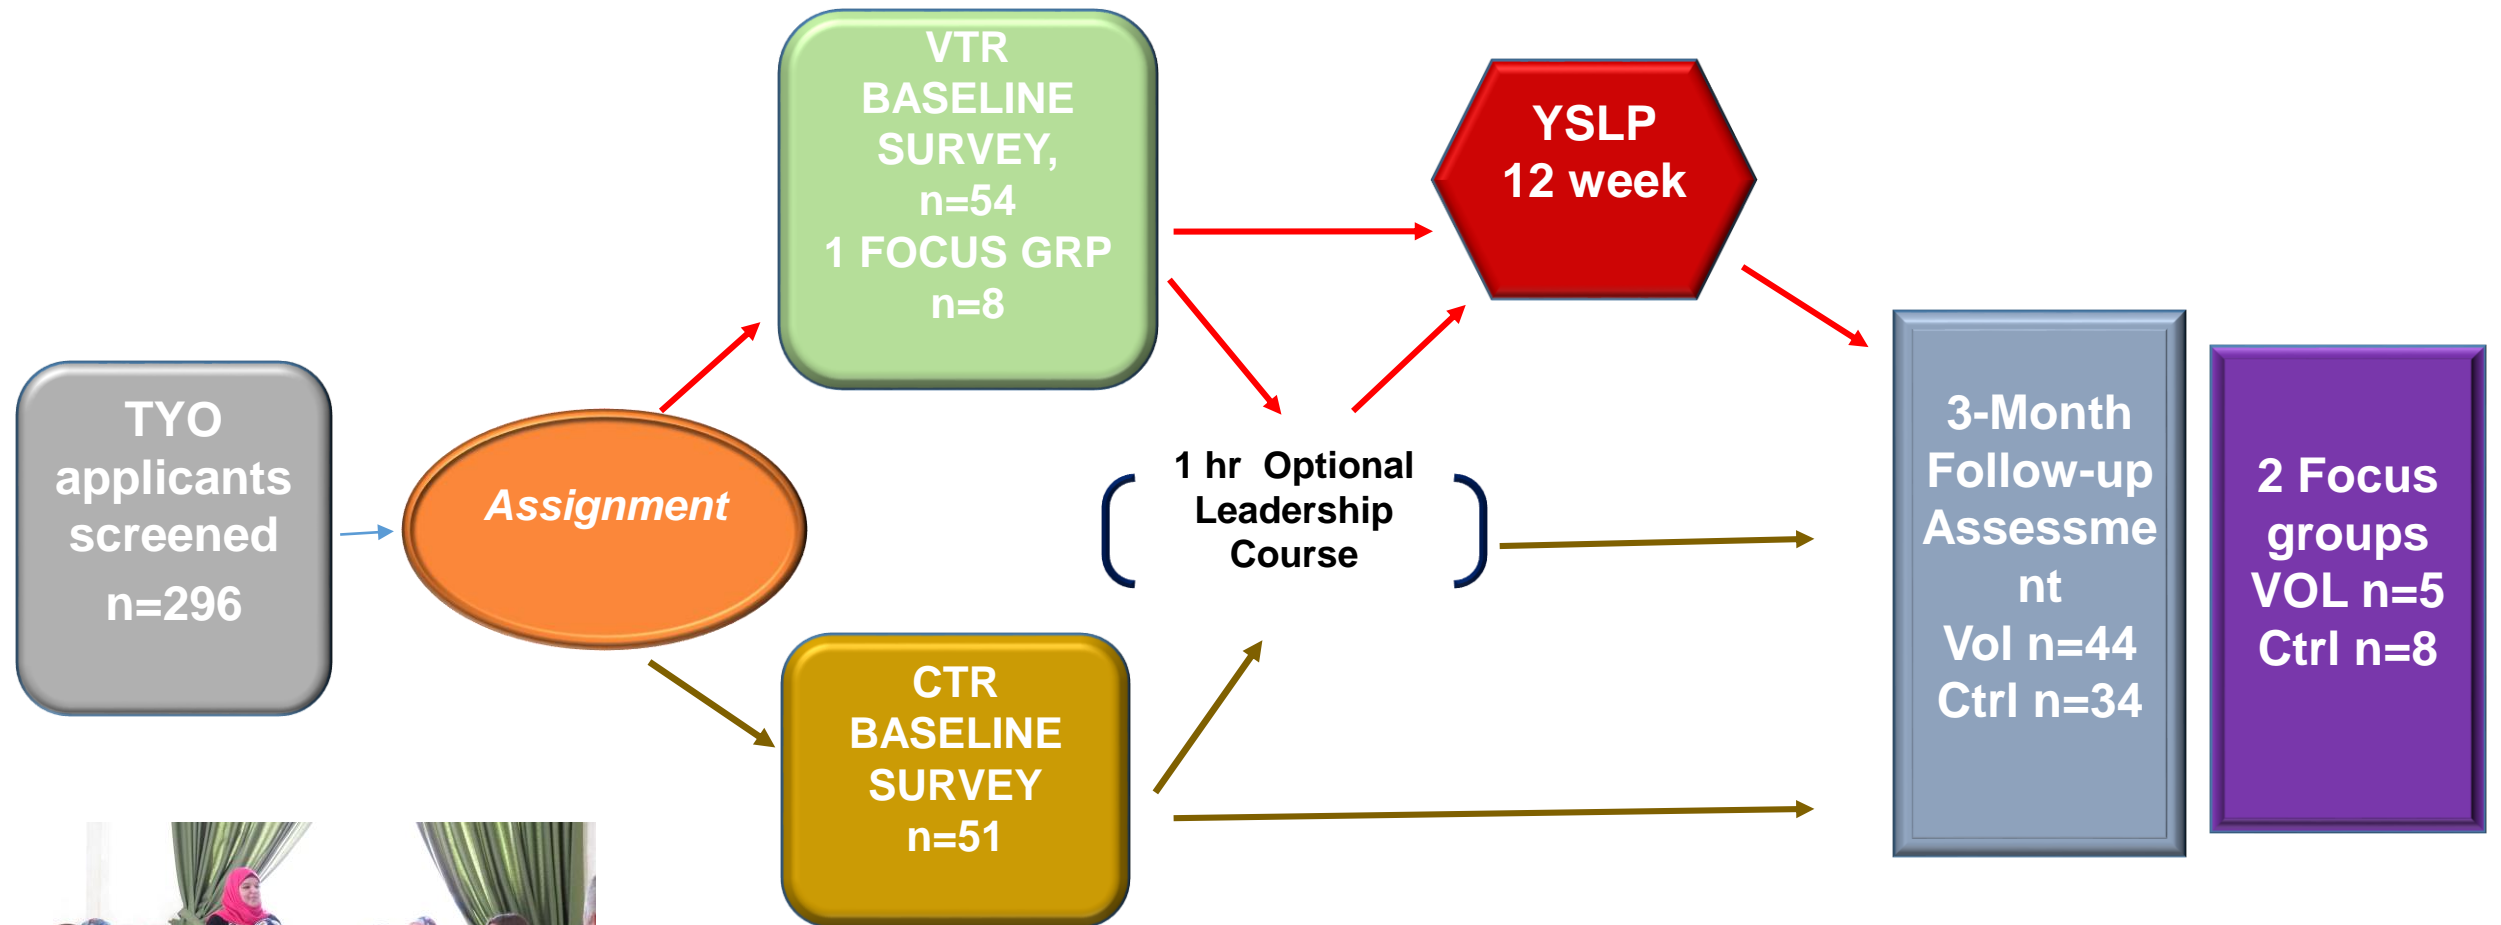 TYO
applicants
screened
n=296
Assignment
VTR
BASELINE
SURVEY,
n=54
1 FOCUS GRP
n=8
CTR
BASELINE
SURVEY
n=51
1 hr  Optional
Leadership
Course
YSLP
12 week
3-Month
Follow-up
Assessme
nt
Vol n=44
Ctrl n=34
2 Focus
groups
VOL n=5
Ctrl n=8